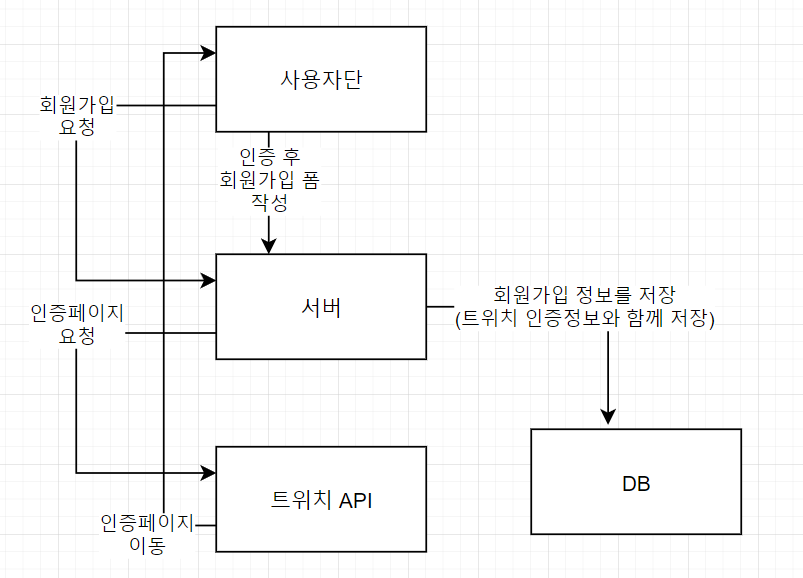 사용자단
회원가입
요청
인증 후
회원가입 폼
작성
서버
회원가입 정보를 저장
(트위치 인증정보와 함께 저장)
인증페이지
요청
DB
트위치 API
인증페이지
이동